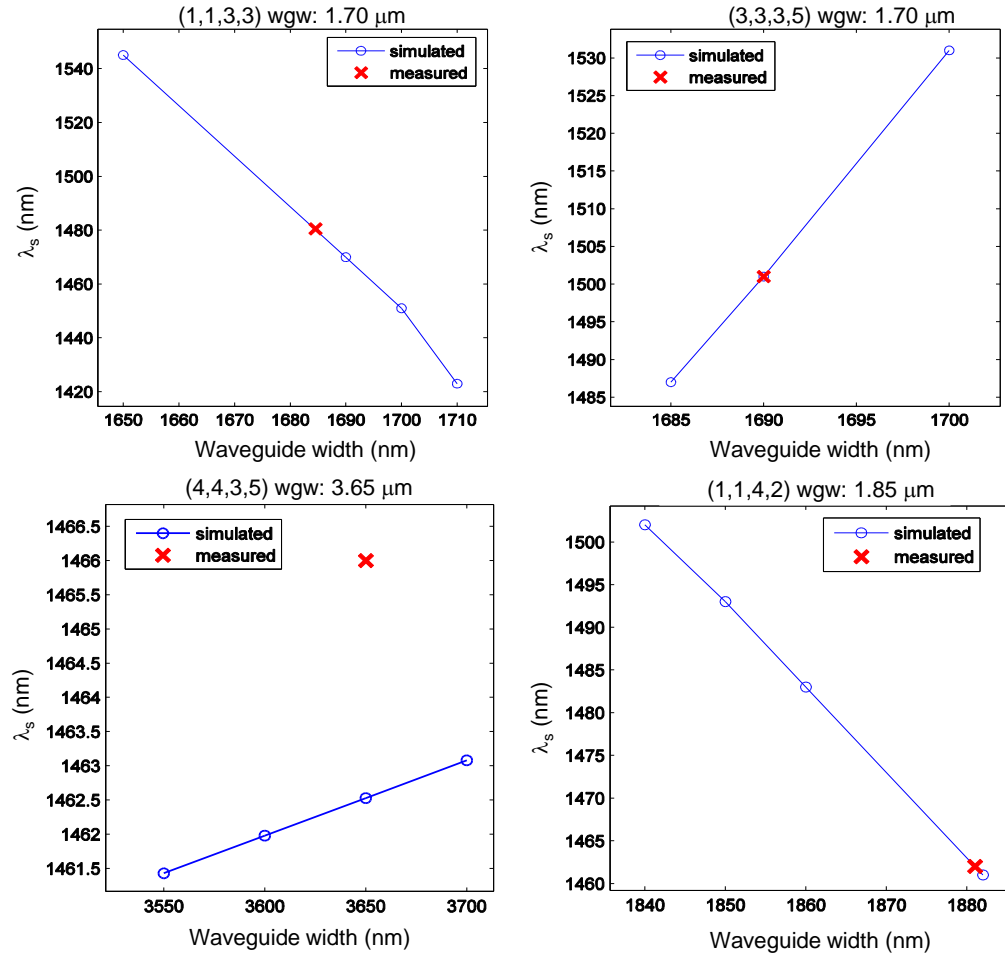 (1,1,3,3) wgw: 1.70 μm
simulated
measured
1540
1520
1500
1480
1460
1440
1420
λs (nm)
1650 1660 1670 1680 1690 1700 1710
Waveguide width (nm)
(3,3,3,5) wgw: 1.70 μm
simulated
measured
1530
1525
1520
1515
1510
1505
1500
1495
1490
1485
λs (nm)
1685 1690 1695 1700
Waveguide width (nm)
(4,4,3,5) wgw: 3.65 μm
simulated
measured
1466.5
1466
1465.5
1465
1464.5
1464
1463.5
1463
1462.5
1462
1461.5
λs (nm)
3550 3600 3650 3700
Waveguide width (nm)
(1,1,4,2) wgw: 1.85 μm
simulated
measured
1500
1495
1490
1485
1480
1475
1470
1465
1460
λs (nm)
1840 1850 1860 1870 1880
Waveguide width (nm)